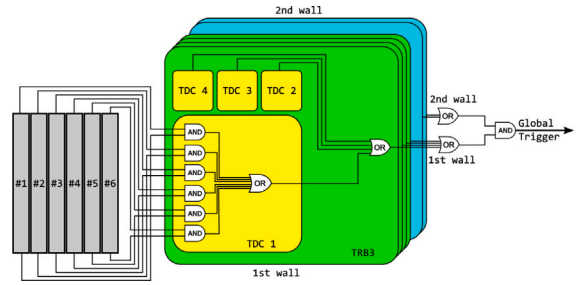 2nd wall
TDC 4 TDC 3 TDC 2
2nd wall
OR
Global
Trigger
AND
OR
1st wall
OR
#1 #2 #3 #4 #5 #6
AND
AND
AND
AND
AND
AND
OR
TDC 1
TRB3
1st wall